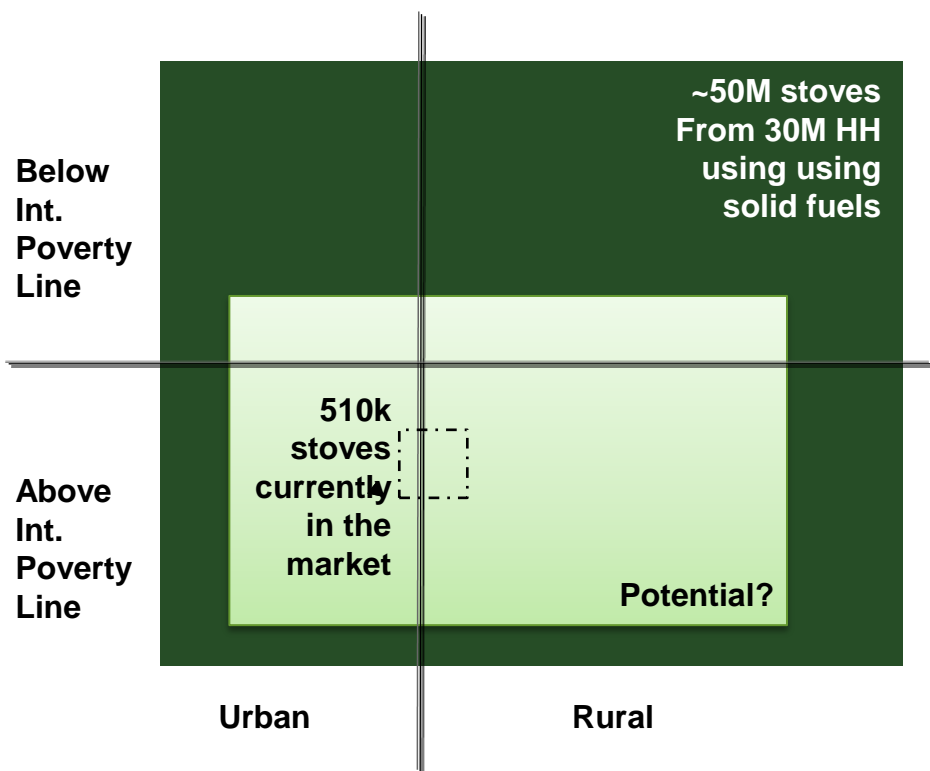 ~50M stoves
From 30M HH
using using
solid fuels
Below
Int.
Poverty
Line
510k
stoves
currently
in the
market
Above
Int.
Poverty
Line
Potential?
Urban
Rural